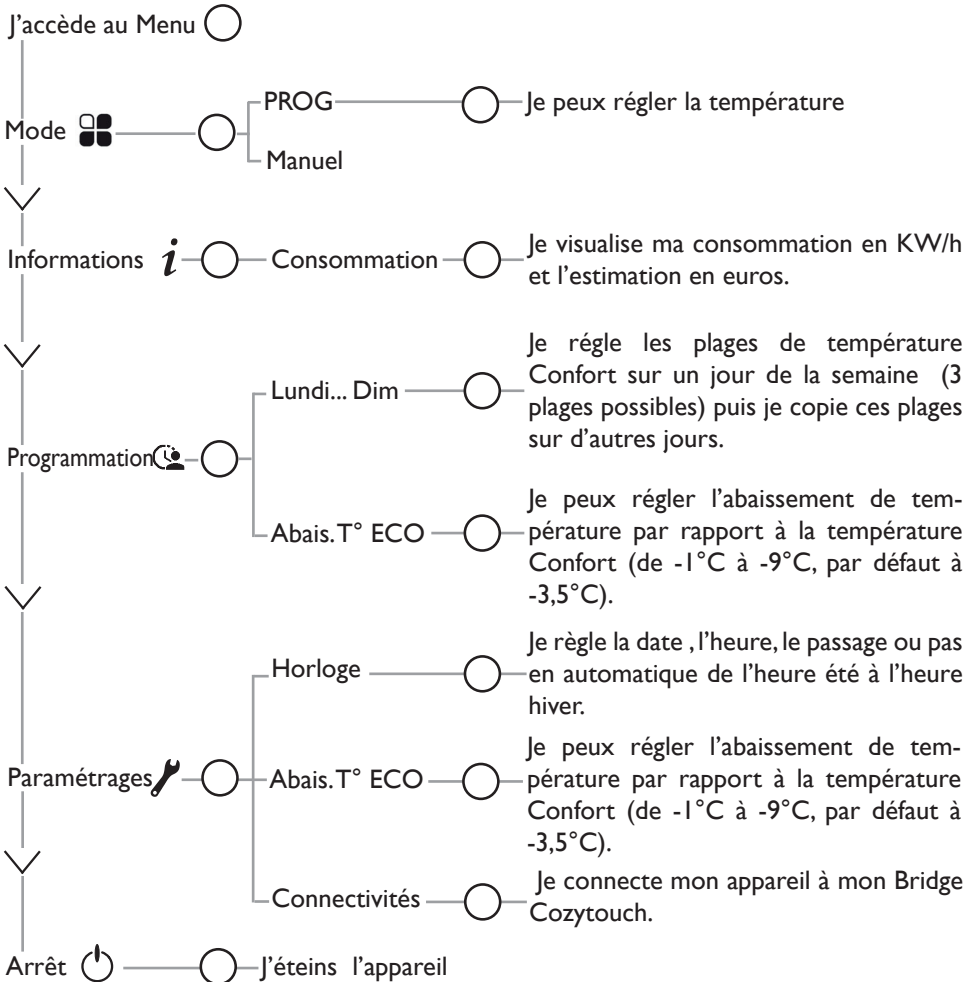 J'accède au Menu
PROG
Je peux régler la température
Mode
Manuel
Informations i
Consommation
Je visualise ma consommation en KW/h
et l'estimation en euros.
Lundi... Dim
Je régle les plages de température
Confort sur un jour de la semaine (3
plages possibles) puis je copie ces plages
sur d'autres jours.
Programmation
Abais.T° ECO
Je peux régler l'abaissement de tem-
pérature par rapport à la température
Confort (de -1°C à -9°C, par défaut à
-3,5°C).
Horloge
Je règle la date , l'heure, le passage ou pas
en automatique de l'heure été à l'heure
hiver.
Paramétrages
Abais.T° ECO
Je peux régler l'abaissement de tem-
pérature par rapport à la température
Confort (de -1°C à -9°C, par défaut à
-3,5°C).
Connectivités
Je connecte mon appareil à mon Bridge
Cozytouch.
Arrêt
J'éteins l'appareil